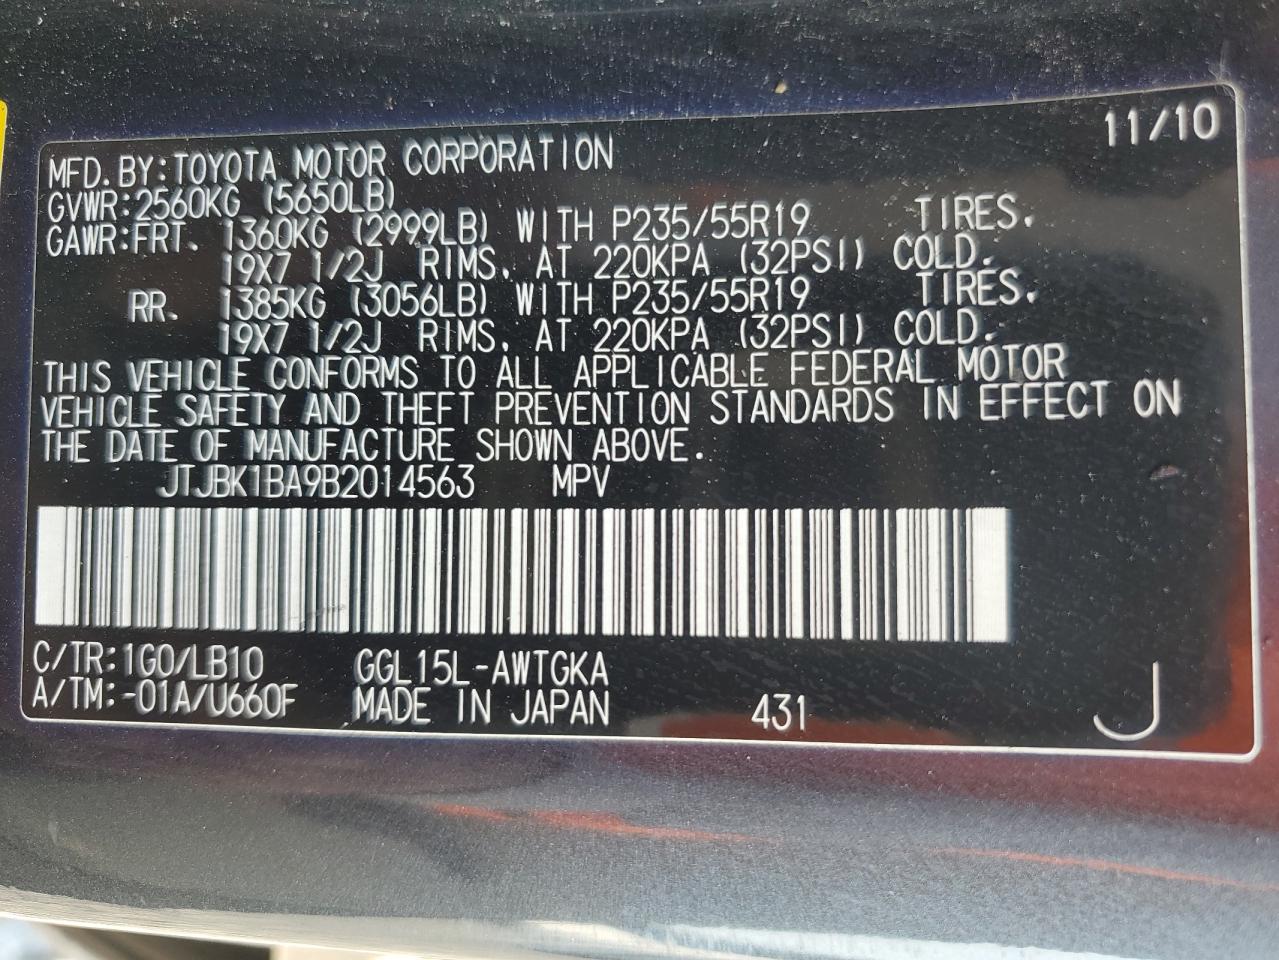 11/10
MFD. BY: TOYOTA MOTOR CORPORATION
GVWR: 2560KG (5650LB)
GAWR: FRT. 1360KG (2999LB) WITH P235/55R19 TIRES.
19X7 1/2J RIMS. AT 220KPA (32PSI) COLD.
RR. 1385KG (3056LB) WITH P235/55R19 TIRES.
19X7 1/2J RIMS. AT 220KPA (32PSI) COLD.
THIS VEHICLE CONFORMS TO ALL APPLICABLE FEDERAL MOTOR
VEHICLE SAFETY AND THEFT PREVENTION STANDARDS IN EFFECT ON
THE DATE OF MANUFACTURE SHOWN ABOVE.
JTJBK1BA9B2014563 MPV
C/TR: 1G0/LB10 GGL15L-AWTGKA
A/TM: -01A/U660F MADE IN JAPAN 431 J